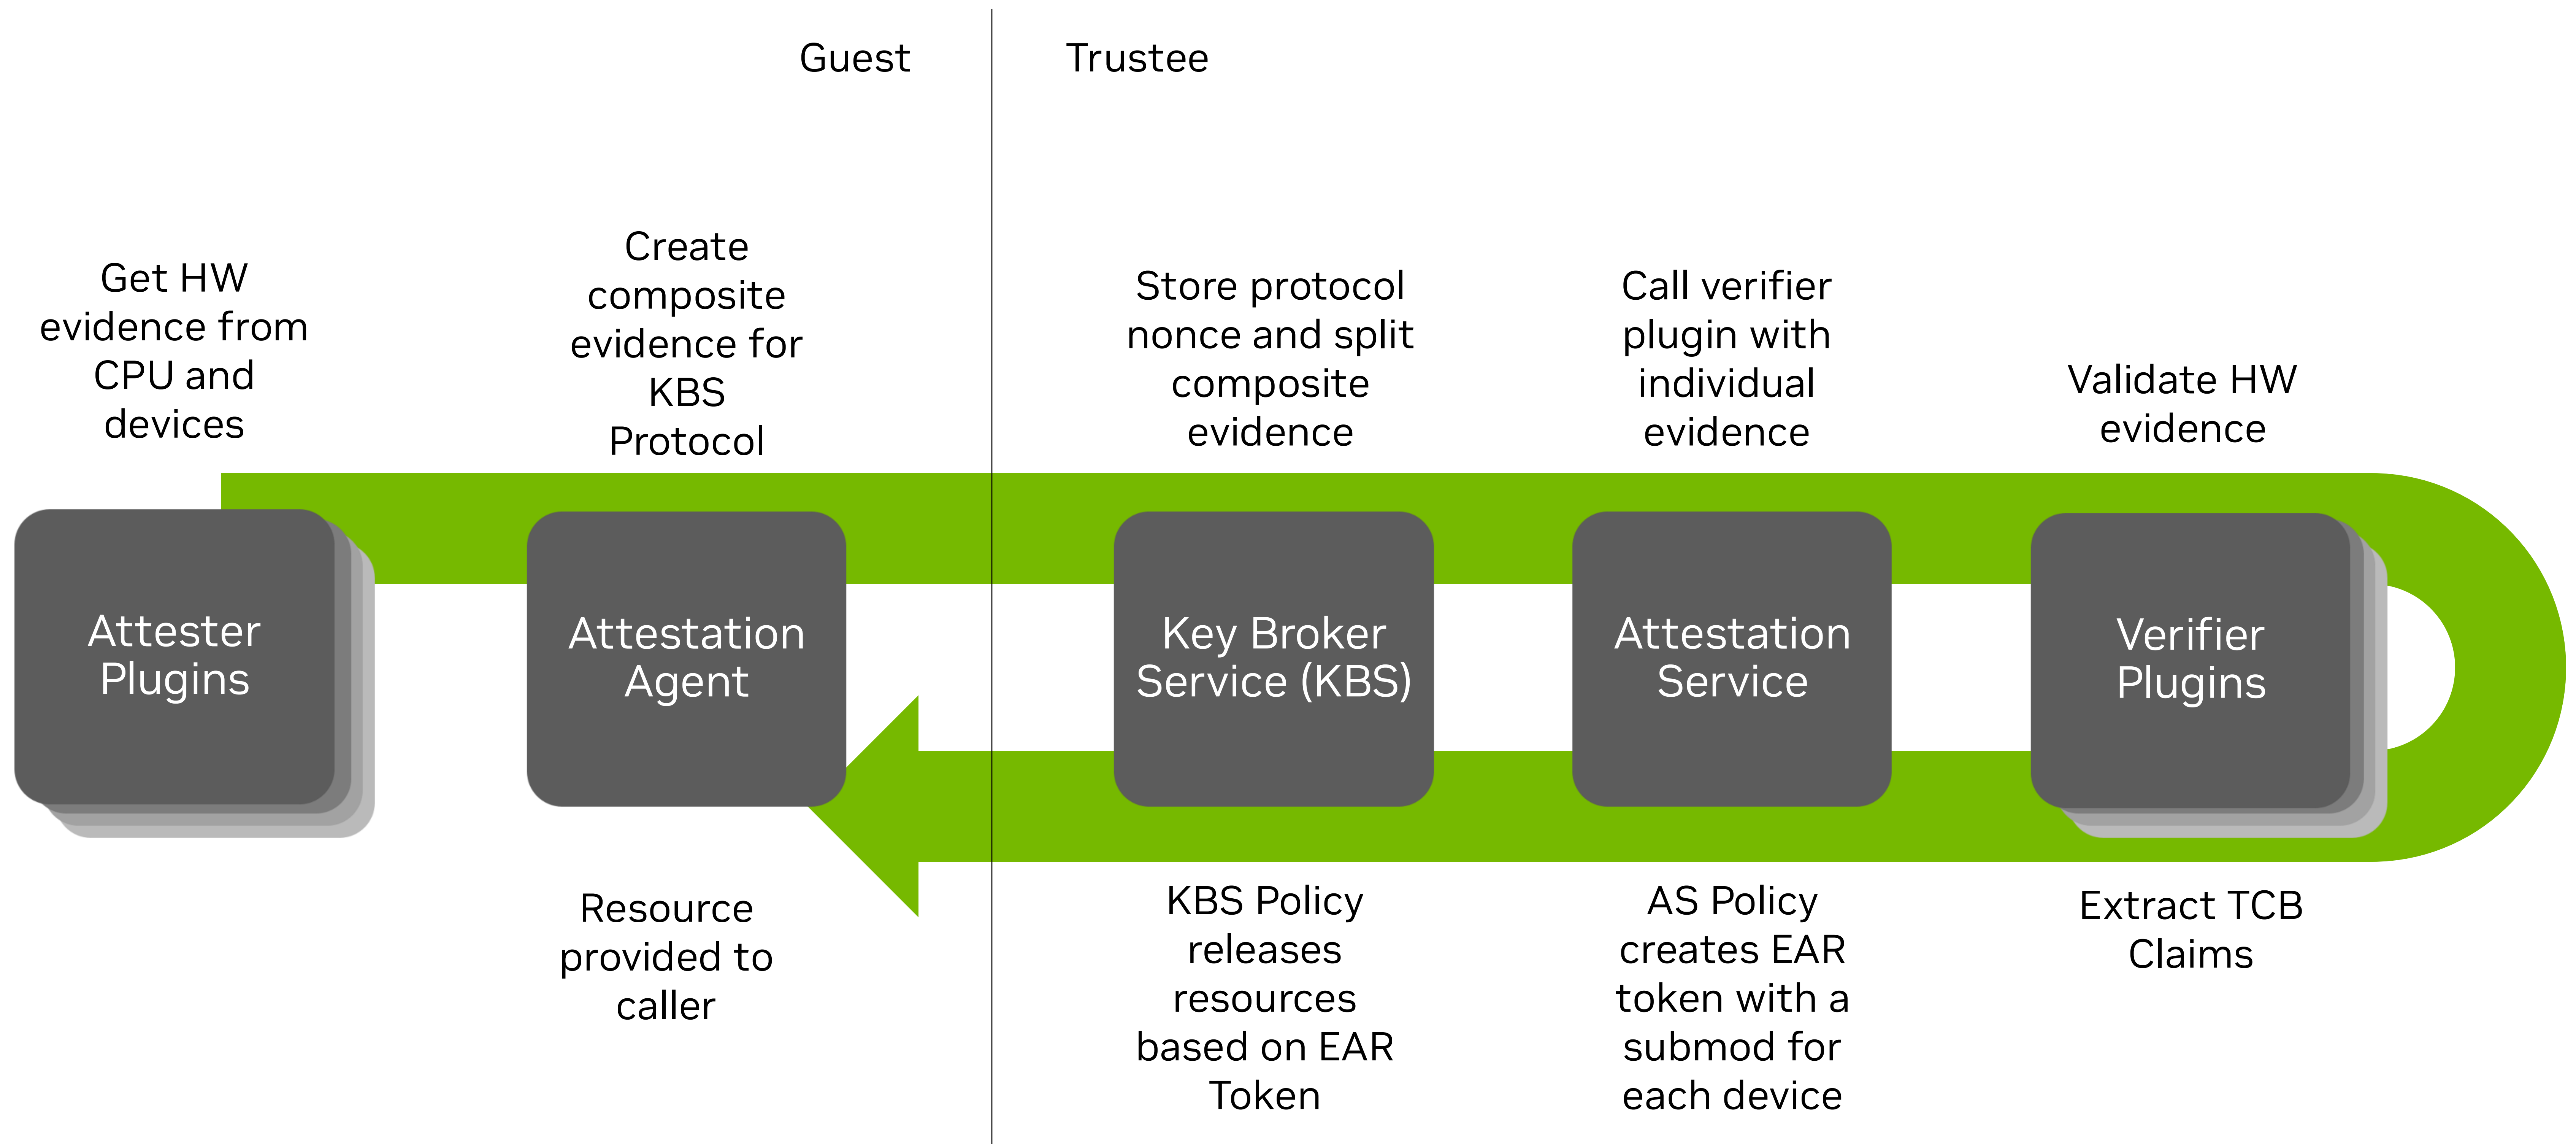 Guest
Trustee
Get HW
evidence from
CPU and
devices
Create
composite
evidence for
KBS
Protocol
Store protocol
nonce and split
composite
evidence
Call verifier
plugin with
individual
evidence
Validate HW
evidence
Attester
Plugins
Attestation
Agent
Key Broker
Service (KBS)
Attestation
Service
Verifier
Plugins
Resource
provided to
caller
KBS Policy
releases
resources
based on EAR
Token
AS Policy
creates EAR
token with a
submod for
each device
Extract TCB
Claims